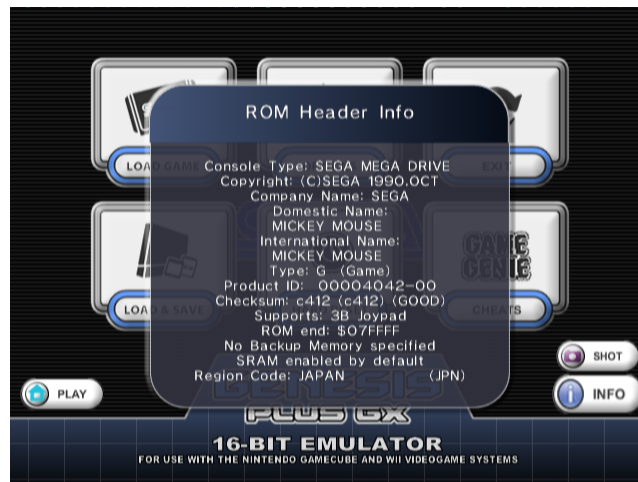 ROM Header Info
Console Type: SEGA MEGA DRIVE
Copyright: (C)SEGA 1990.OCT
Company Name: SEGA
Domestic Name:
MICKEY MOUSE
International Name:
MICKEY MOUSE
Type: G (Game)
Product ID: 00004042-00
Checksum: c412 (c412) (GOOD)
Supports: 3B Joypad
ROM end: $07FFFF
No Backup Memory specified
SRAM enabled by default
Region Code: JAPAN (JPN)
LOAD GAME
EXIT
GAME GENIE
LOAD & SAVE
CHEATS
SHOT
PLAY
INFO
GENESIS
PLUS GX
16-BIT EMULATOR
FOR USE WITH THE NINTENDO GAMECUBE AND WII VIDEOGAME SYSTEMS